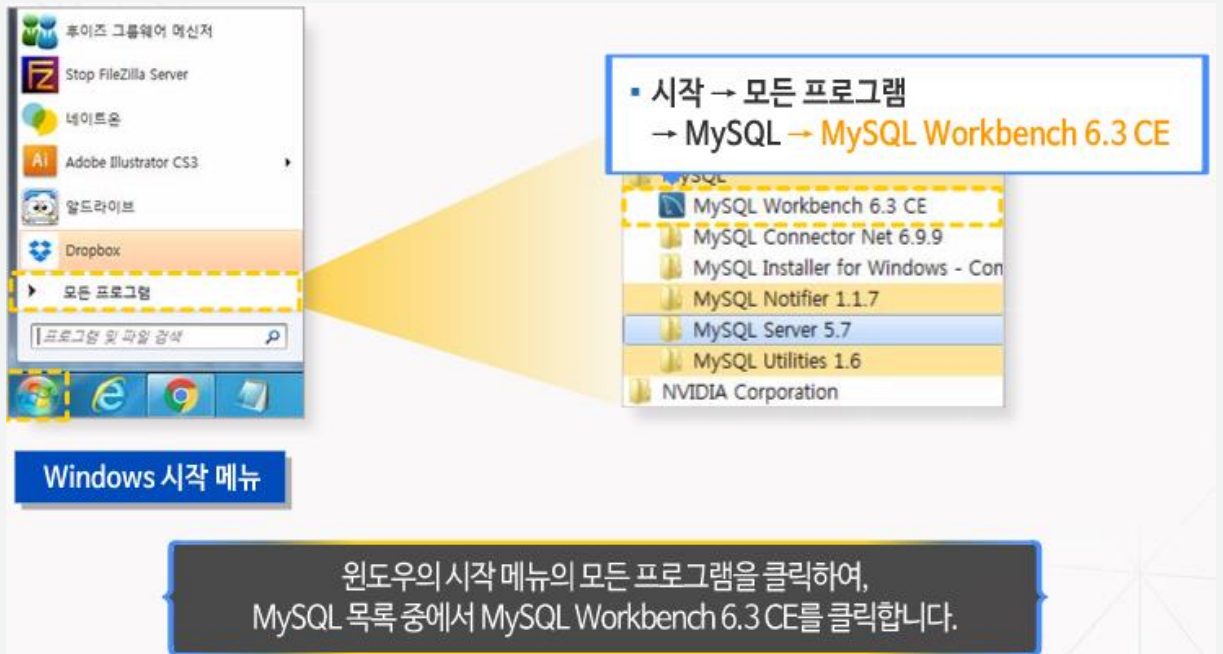 후이즈 그룹웨어 메신저
Stop FileZilla Server
네이트온
Ai Adobe Illustrator CS3
알드라이브
Dropbox
모든 프로그램
프로그램 및 파일 검색
Windows 시작 메뉴
▪ 시작 → 모든 프로그램
→ MySQL → MySQL Workbench 6.3 CE
MySQL
MySQL Workbench 6.3 CE
MySQL Connector Net 6.9.9
MySQL Installer for Windows - Con
MySQL Notifier 1.1.7
MySQL Server 5.7
MySQL Utilities 1.6
NVIDIA Corporation
윈도우의 시작 메뉴의 모든 프로그램을 클릭하여,
MySQL 목록 중에서 MySQL Workbench 6.3 CE를 클릭합니다.